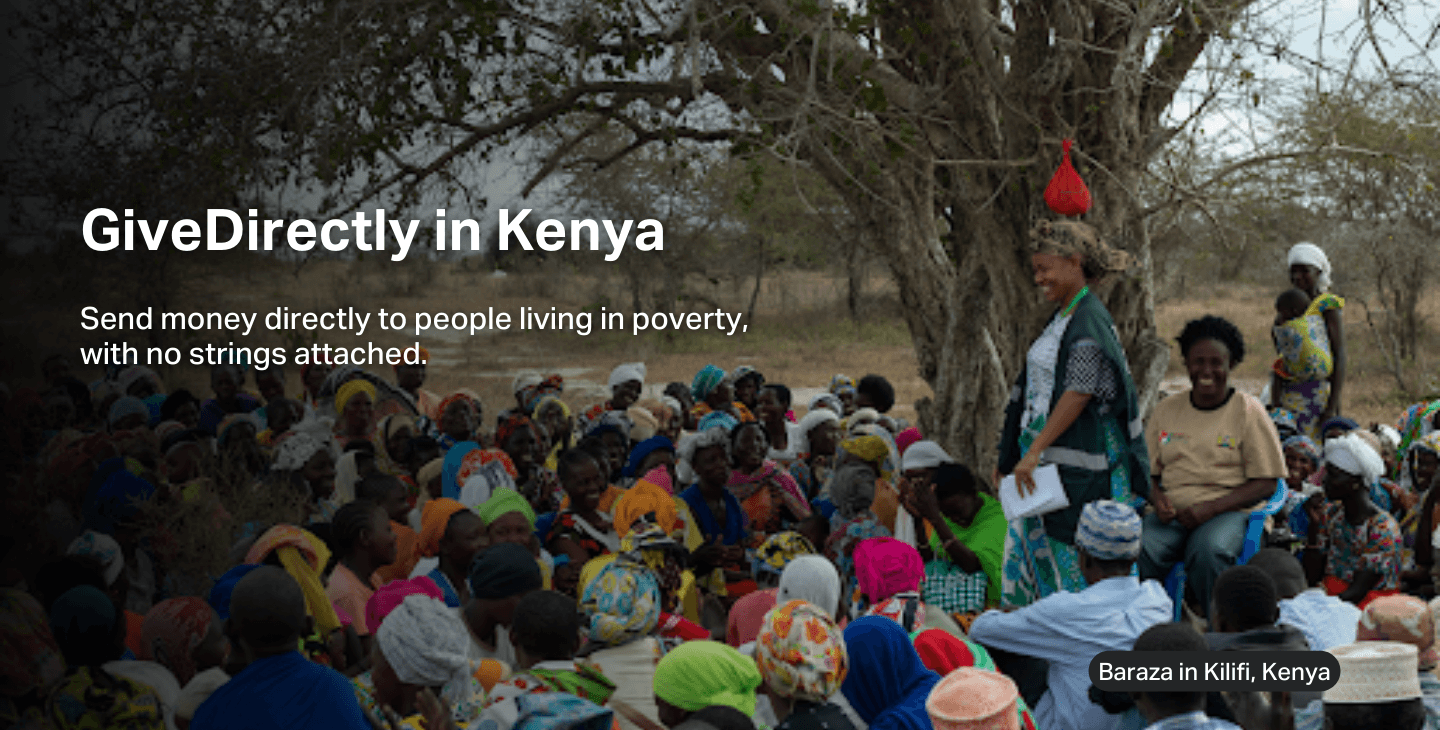 GiveDirectly in Kenya
Send money directly to people living in poverty,
with no strings attached.
Baraza in Kilifi, Kenya